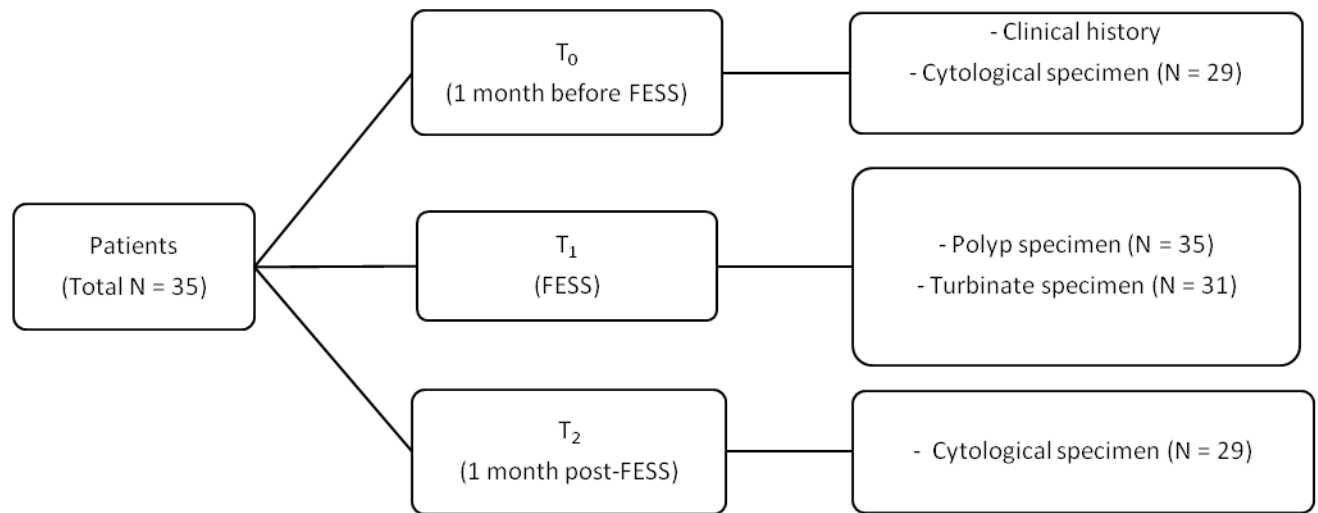 T₀
(1 month before FESS)
- Clinical history
- Cytological specimen (N = 29)
Patients
(Total N = 35)
T₁
(FESS)
- Polyp specimen (N = 35)
- Turbinate specimen (N = 31)
T₂
(1 month post-FESS)
- Cytological specimen (N = 29)